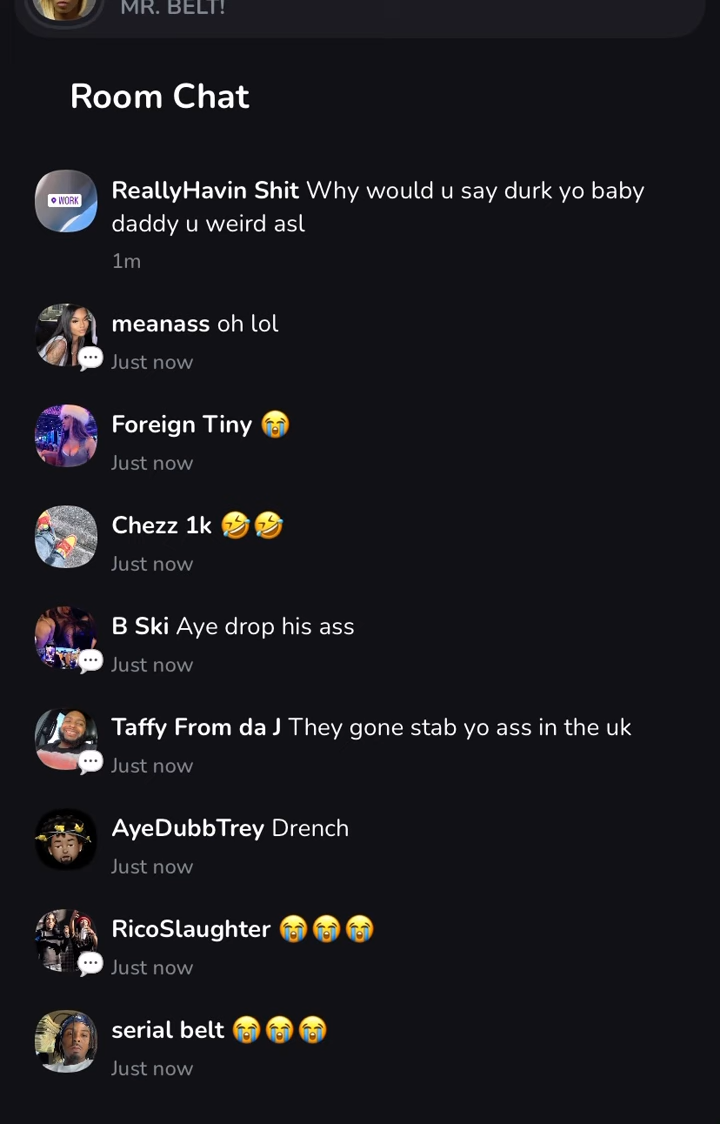 MR. BELT!
Room Chat
WORK
ReallyHavin Shit Why would u say durk yo baby
daddy u weird asl
1m
meanass oh lol
Just now
Foreign Tiny 😭
Just now
Chezz 1k 🤣🤣
Just now
B Ski Aye drop his ass
Just now
Taffy From da J They gone stab yo ass in the uk
Just now
AyeDubbTrey Drench
Just now
RicoSlaughter 😭😭😭
Just now
serial belt 😭😭😭
Just now